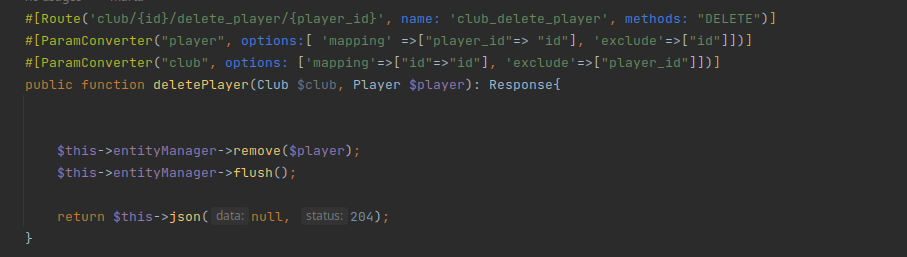 #[Route('club/{id}/delete_player/{player_id}', name: 'club_delete_player', methods: "DELETE")]
#[ParamConverter("player", options:[ 'mapping' =>["player_id"=> "id"], 'exclude'=>["id"]])]
#[ParamConverter("club", options: ['mapping'=>["id"=>"id"], 'exclude'=>["player_id"]])]
public function deletePlayer(Club $club, Player $player): Response{
$this->entityManager->remove($player);
$this->entityManager->flush();
return $this->json( data: null, status: 204);
}